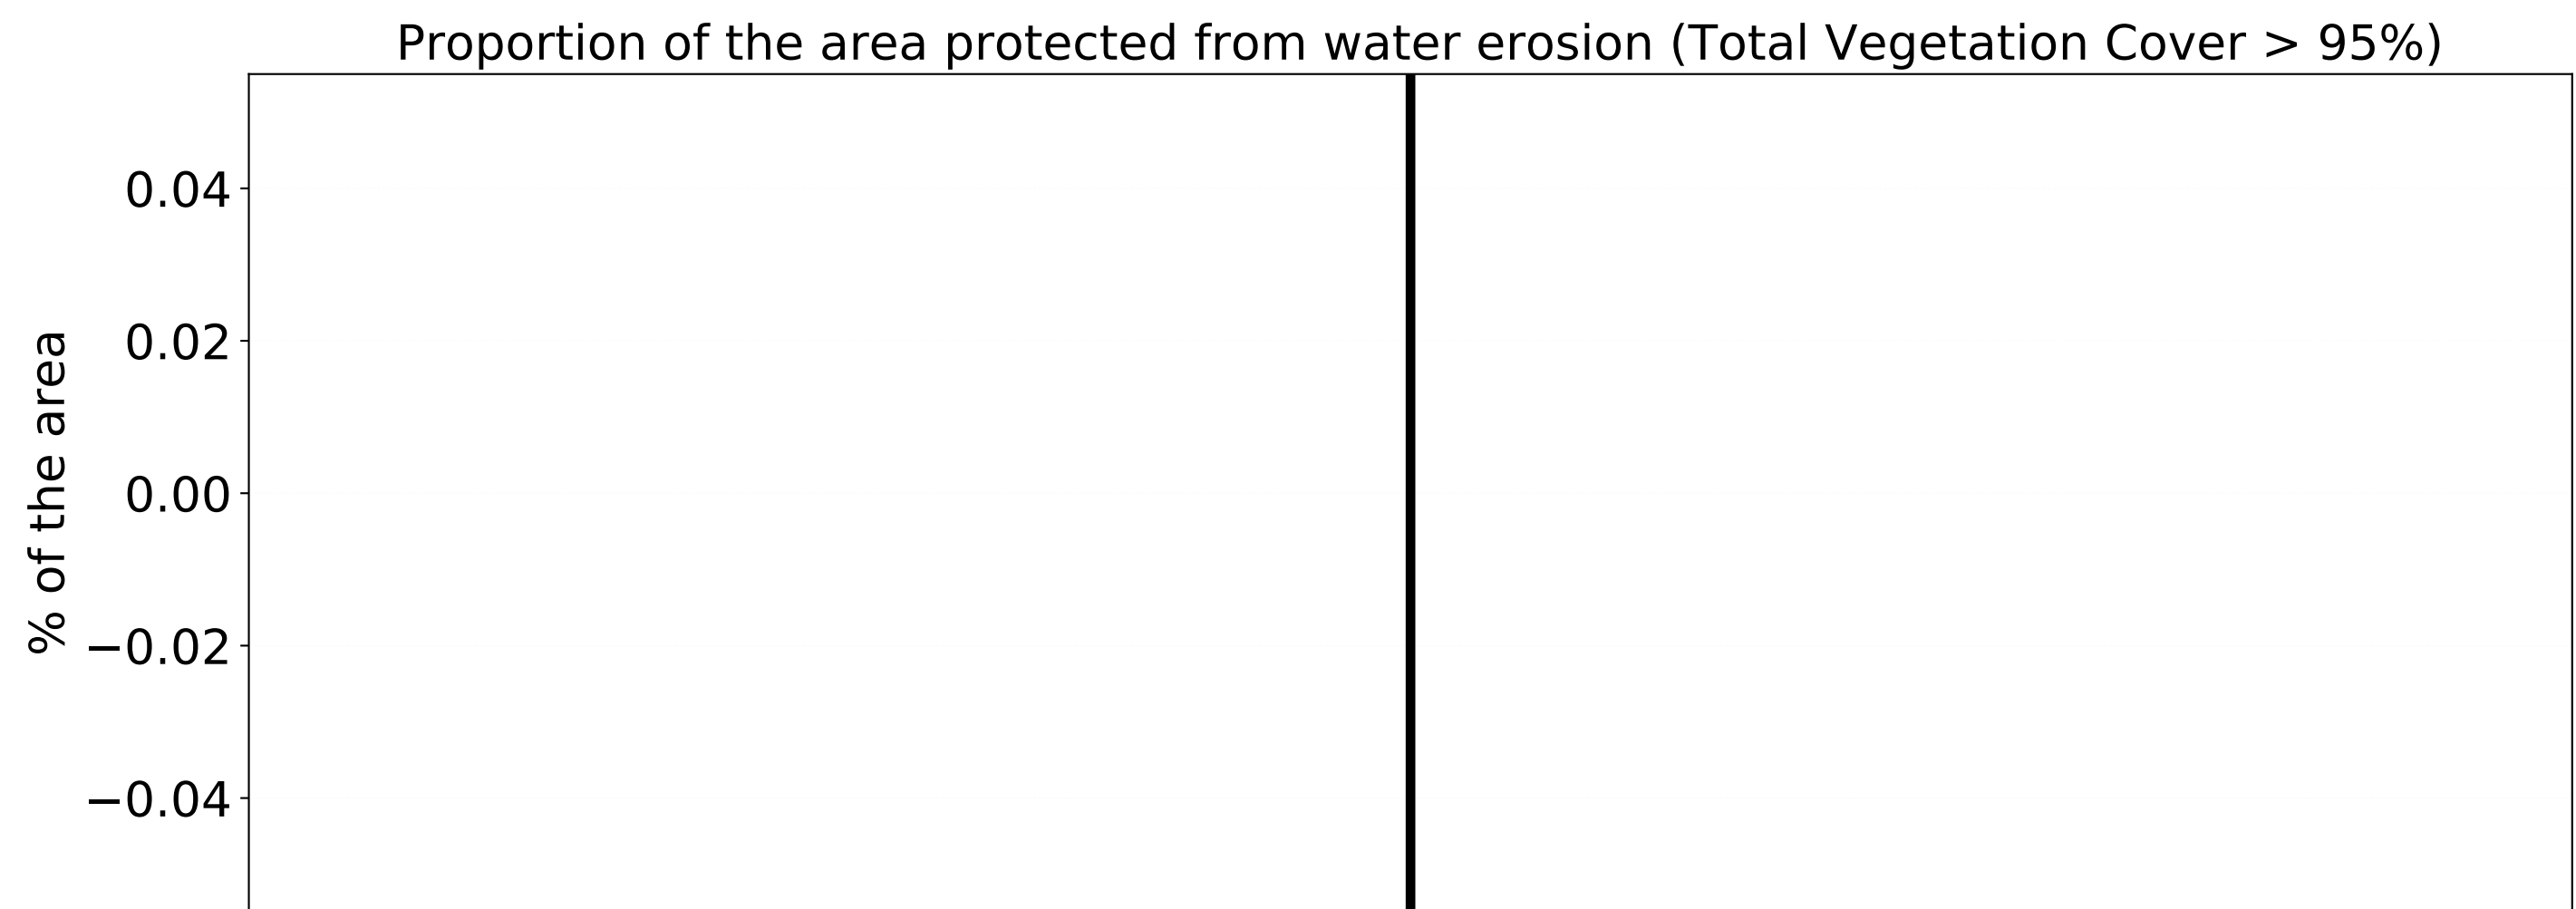 Proportion of the area protected from water erosion (Total Vegetation Cover > 95%)
% of the area
0.04
0.02
0.00
−0.02
−0.04